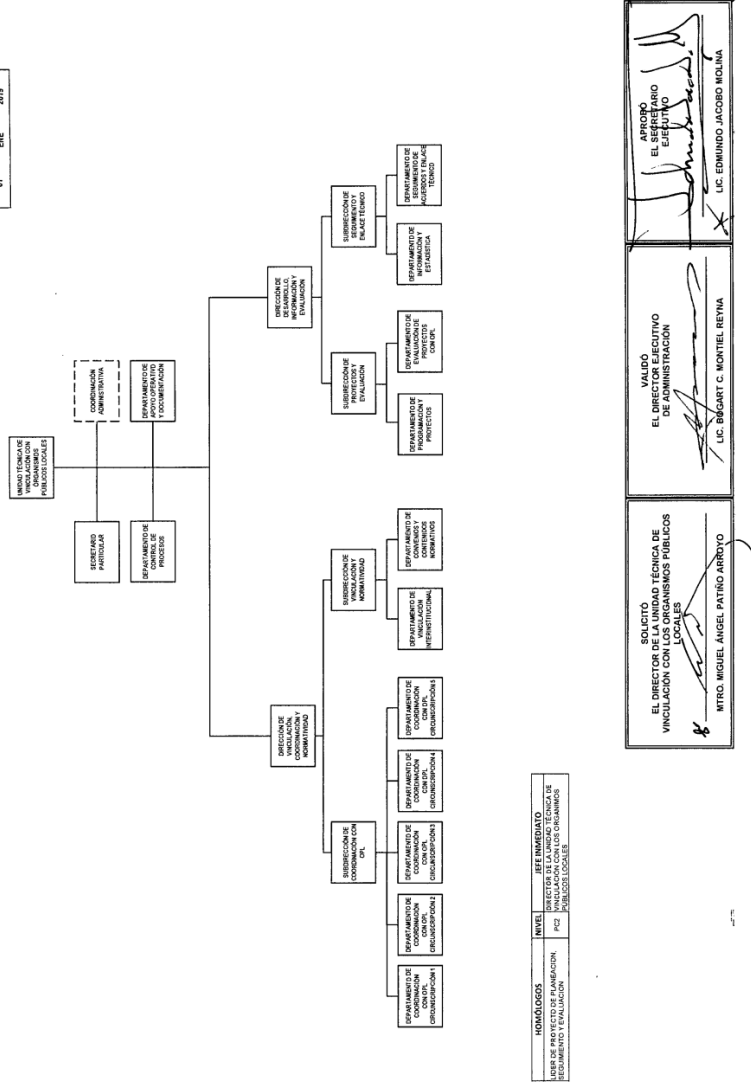 01 ENE 2019
UNIDAD TÉCNICA DE
VINCULACIÓN CON
ORGANISMOS
PÚBLICOS LOCALES
SECRETARIO
PARTICULAR
COORDINACIÓN
ADMINISTRATIVA
DEPARTAMENTO DE
CONTROL DE
PROCESOS
DEPARTAMENTO DE
APOYO OPERATIVO
Y DOCUMENTACIÓN
DIRECCIÓN DE
VINCULACIÓN,
COORDINACIÓN Y
NORMATIVIDAD
DIRECCIÓN DE
DESARROLLO,
INFORMACIÓN Y
EVALUACIÓN
SUBDIRECCIÓN DE
COORDINACIÓN CON
OPL
SUBDIRECCIÓN DE
VINCULACIÓN Y
NORMATIVIDAD
SUBDIRECCIÓN DE
PROYECTOS Y
EVALUACIÓN
SUBDIRECCIÓN DE
SEGUIMIENTO Y
ENLACE TÉCNICO
DEPARTAMENTO DE
COORDINACIÓN
CON OPL
CIRCUNSCRIPCIÓN 1
DEPARTAMENTO DE
COORDINACIÓN
CON OPL
CIRCUNSCRIPCIÓN 2
DEPARTAMENTO DE
COORDINACIÓN
CON OPL
CIRCUNSCRIPCIÓN 3
DEPARTAMENTO DE
COORDINACIÓN
CON OPL
CIRCUNSCRIPCIÓN 4
DEPARTAMENTO DE
COORDINACIÓN
CON OPL
CIRCUNSCRIPCIÓN 5
DEPARTAMENTO DE
VINCULACIÓN
INTERINSTITUCIONAL
DEPARTAMENTO DE
CONVENIOS Y
CONTENIDOS
NORMATIVOS
DEPARTAMENTO DE
PROGRAMACIÓN Y
PROYECTOS
DEPARTAMENTO DE
EVALUACIÓN DE
PROYECTOS
CON OPL
DEPARTAMENTO DE
INFORMACIÓN Y
ESTADÍSTICA
DEPARTAMENTO DE
SEGUIMIENTO DE
ACUERDOS Y ENLACE
TÉCNICO
HOMÓLOGOS NIVEL JEFE INMEDIATO
LIDER DE PROYECTO DE PLANEACION,
SEGUIMIENTO Y EVALUACION
PC2
DIRECTOR DE LA UNIDAD TÉCNICA DE
VINCULACIÓN CON LOS ORGANIMOS
PUBLICOS LOCALES
SOLICITÓ
EL DIRECTOR DE LA UNIDAD TÉCNICA DE
VINCULACIÓN CON LOS ORGANISMOS PÚBLICOS
LOCALES
MTRO. MIGUEL ÁNGEL PATIÑO ARROYO
VALIDÓ
EL DIRECTOR EJECUTIVO
DE ADMINISTRACIÓN
LIC. BOGART C. MONTIEL REYNA
APROBÓ
EL SECRETARIO
EJECUTIVO
LIC. EDMUNDO JACOBO MOLINA